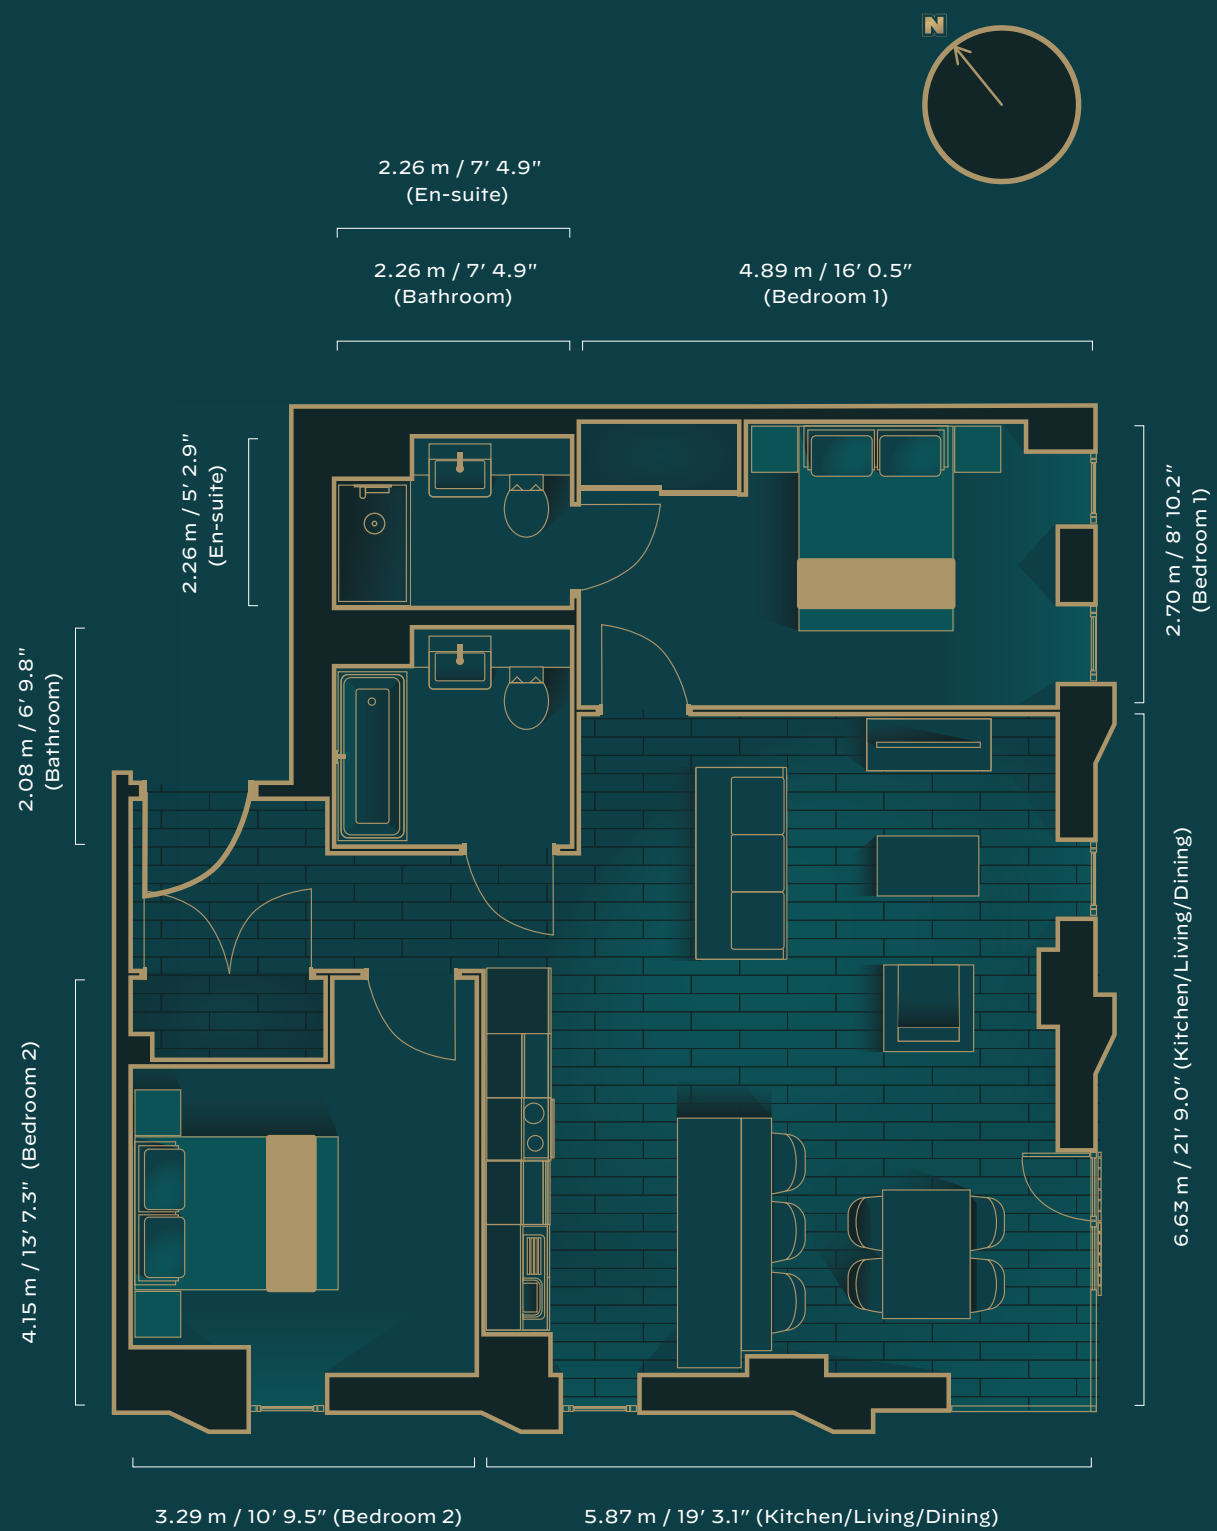 N
2.26 m / 7′ 4.9″
(En-suite)
2.26 m / 7′ 4.9″
(Bathroom)
4.89 m / 16′ 0.5″
(Bedroom 1)
2.26 m / 5′ 2.9″
(En-suite)
2.70 m / 8′ 10.2″
(Bedroom 1)
2.08 m / 6′ 9.8″
(Bathroom)
6.63 m / 21′ 9.0″ (Kitchen/Living/Dining)
4.15 m / 13′ 7.3″ (Bedroom 2)
3.29 m / 10′ 9.5″ (Bedroom 2)
5.87 m / 19′ 3.1″ (Kitchen/Living/Dining)